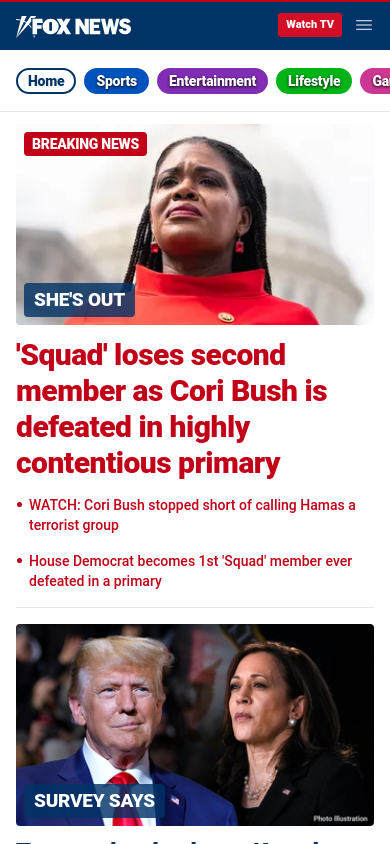 FOX NEWS
Watch TV
Home
Sports
Entertainment
Lifestyle
BREAKING NEWS
SHE'S OUT
'Squad' loses second
member as Cori Bush is
defeated in highly
contentious primary
• WATCH: Cori Bush stopped short of calling Hamas a
terrorist group
• House Democrat becomes 1st 'Squad' member ever
defeated in a primary
SURVEY SAYS
Photo Illustration